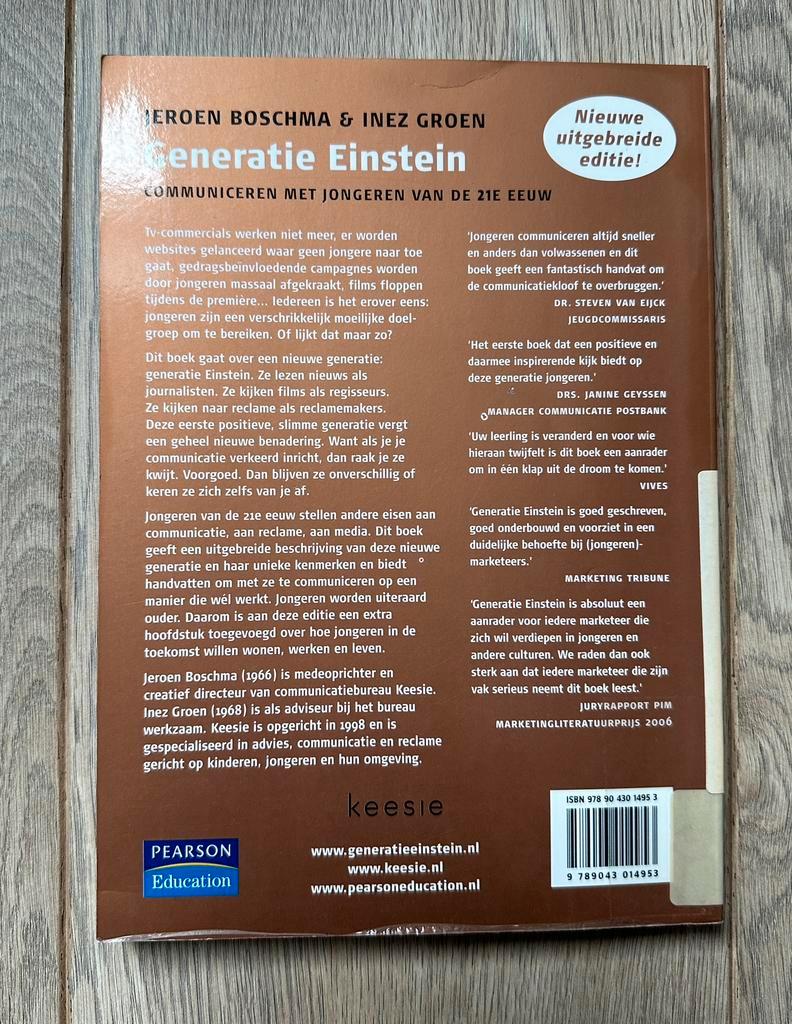 JEROEN BOSCHMA & INEZ GROEN
Generatie Einstein
COMMUNICEREN MET JONGEREN VAN DE 21E EEUW
Nieuwe
uitgebreide
editie!
Tv-commercials werken niet meer, er worden
websites gelanceerd waar geen jongere naar toe
gaat, gedragsbeïnvloedende campagnes worden
door jongeren massaal afgekraakt, films floppen
tijdens de première... Iedereen is het erover eens:
jongeren zijn een verschrikkelijk moeilijke doel-
groep om te bereiken. Of lijkt dat maar zo?
Dit boek gaat over een nieuwe generatie:
generatie Einstein. Ze lezen nieuws als
journalisten. Ze kijken films als regisseurs.
Ze kijken naar reclame als reclamemakers.
Deze eerste positieve, slimme generatie vergt
een geheel nieuwe benadering. Want als je je
communicatie verkeerd inricht, dan raak je ze
kwijt. Voorgoed. Dan blijven ze onverschillig of
keren ze zich zelfs van je af.
Jongeren van de 21e eeuw stellen andere eisen aan
communicatie, aan reclame, aan media. Dit boek
geeft een uitgebreide beschrijving van deze nieuwe
generatie en haar unieke kenmerken en biedt
handvatten om met ze te communiceren op een
manier die wél werkt. Jongeren worden uiteraard
ouder. Daarom is aan deze editie een extra
hoofdstuk toegevoegd over hoe jongeren in de
toekomst willen wonen, werken en leven.
Jeroen Boschma (1966) is medeoprichter en
creatief directeur van communicatiebureau Keesie.
Inez Groen (1968) is als adviseur bij het bureau
werkzaam. Keesie is opgericht in 1998 en is
gespecialiseerd in advies, communicatie en reclame
gericht op kinderen, jongeren en hun omgeving.
'Jongeren communiceren altijd sneller
en anders dan volwassenen en dit
boek geeft een fantastisch handvat om
de communicatiekloof te overbruggen.'
DR. STEVEN VAN EIJCK
JEUGDCOMMISSARIS
'Het eerste boek dat een positieve en
daarmee inspirerende kijk biedt op
deze generatie jongeren.'
DRS. JANINE GEYSSEN
MANAGER COMMUNICATIE POSTBANK
'Uw leerling is veranderd en voor wie
hieraan twijfelt is dit boek een aanrader
om in één klap uit de droom te komen.'
VIVES
'Generatie Einstein is goed geschreven,
goed onderbouwd en voorziet in een
duidelijke behoefte bij (jongeren)-
marketeers.'
MARKETING TRIBUNE
'Generatie Einstein is absoluut een
aanrader voor iedere marketeer die
zich wil verdiepen in jongeren en
andere culturen. We raden dan ook
sterk aan dat iedere marketeer die zijn
vak serieus neemt dit boek leest.'
JURYRAPPORT PIM
MARKETINGLITERATUURPRIJS 2006
keesie
PEARSON
Education
www.generatieeinstein.nl
www.keesie.nl
www.pearsoneducation.nl
ISBN 978 90 430 1495 3
9 789043 014953